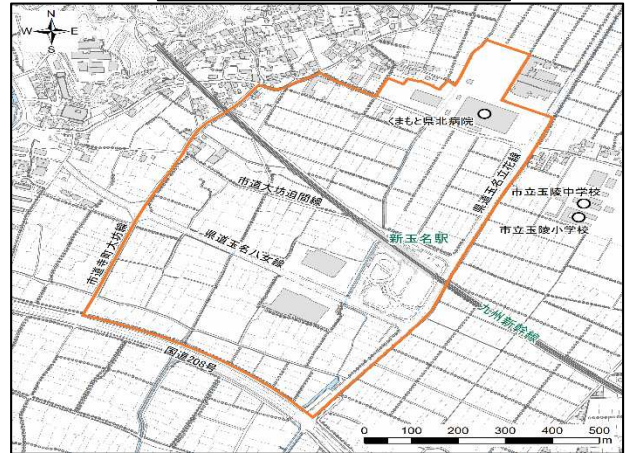 N
W E
S
くまもと県北病院
県道玉名立花線
市立玉陵中学校
市立玉陵小学校
市道大坊迫間線
新玉名駅
県道玉名八女線
市道寺町大坊線
九州新幹線
国道208号
0 100 200 300 400 500
m